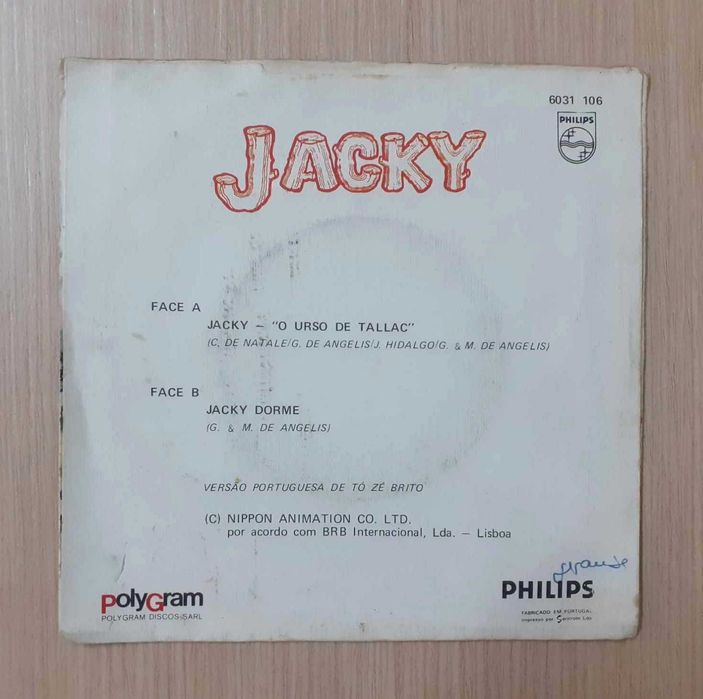 6031 106
PHILIPS
JACKY
FACE A
JACKY – "O URSO DE TALLAC"
(C. DE NATALE/G. DE ANGELIS/J. HIDALGO/G. & M. DE ANGELIS)
FACE B
JACKY DORME
(G. & M. DE ANGELIS)
VERSÃO PORTUGUESA DE TÓ ZÉ BRITO
(C) NIPPON ANIMATION CO. LTD.
por acordo com BRB Internacional, Lda. – Lisboa
PolyGram
POLYGRAM DISCOS SARL
PHILIPS
FABRICADO EM PORTUGAL
Impresso por